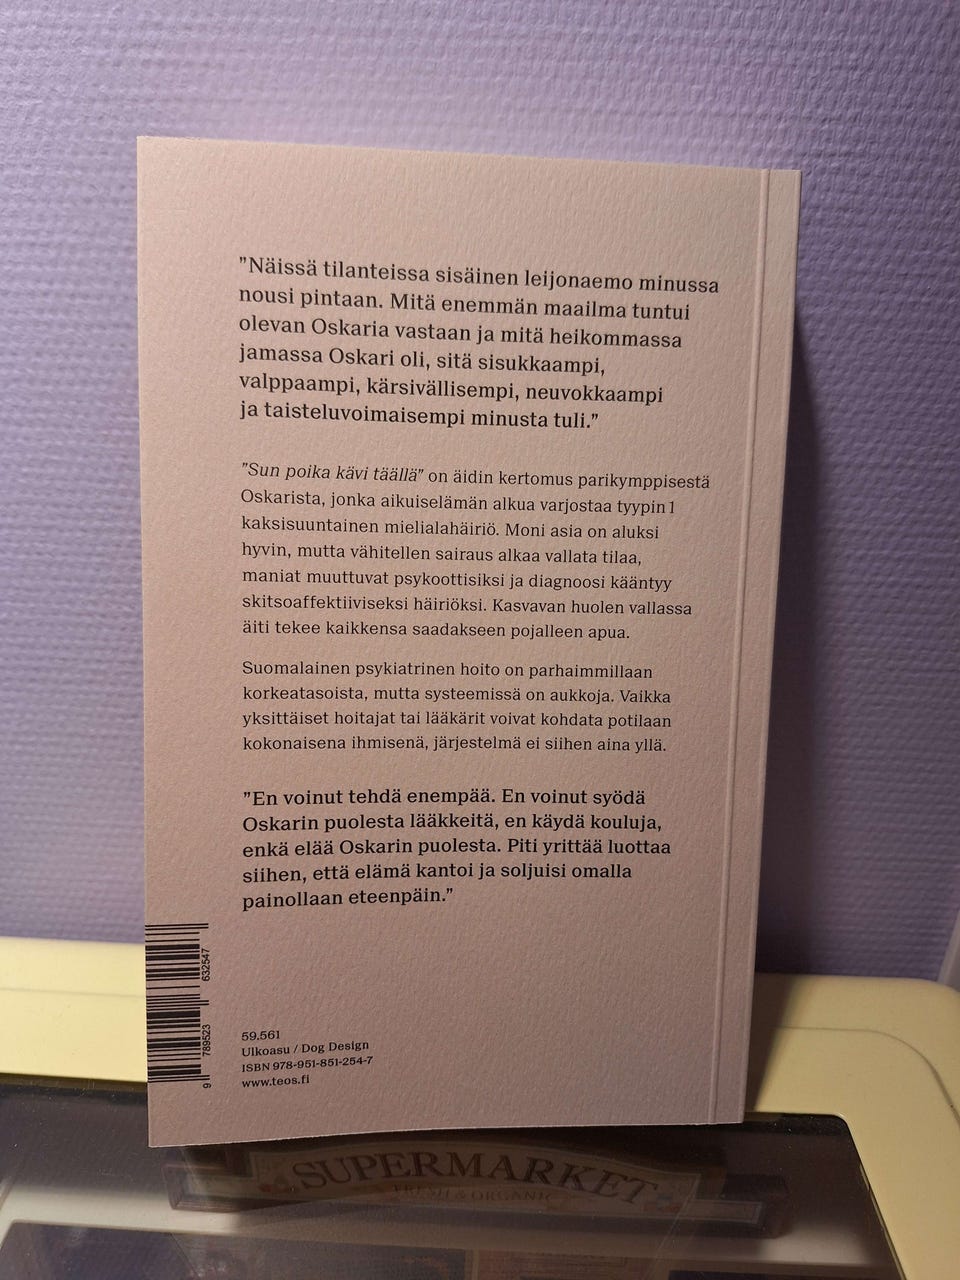 ”Näissä tilanteissa sisäinen leijonaemo minussa
nousi pintaan. Mitä enemmän maailma tuntui
olevan Oskaria vastaan ja mitä heikommassa
jamassa Oskari oli, sitä sisukkaampi,
valppaampi, kärsivällisempi, neuvokkaampi
ja taisteluvoimaisempi minusta tuli.”
”Sun poika kävi täällä” on äidin kertomus parikymppisestä
Oskarista, jonka aikuiselämän alkua varjostaa tyypin 1
kaksisuuntainen mielialahäiriö. Moni asia on aluksi
hyvin, mutta vähitellen sairaus alkaa vallata tilaa,
maniat muuttuvat psykoottisiksi ja diagnoosi kääntyy
skitsoaffektiiviseksi häiriöksi. Kasvavan huolen vallassa
äiti tekee kaikkensa saadakseen pojalleen apua.
Suomalainen psykiatrinen hoito on parhaimmillaan
korkeatasoista, mutta systeemissä on aukkoja. Vaikka
yksittäiset hoitajat tai lääkärit voivat kohdata potilaan
kokonaisena ihmisenä, järjestelmä ei siihen aina yllä.
”En voinut tehdä enempää. En voinut syödä
Oskarin puolesta lääkkeitä, en käydä kouluja,
enkä elää Oskarin puolesta. Piti yrittää luottaa
siihen, että elämä kantoi ja soljuisi omalla
painollaan eteenpäin.”
9 789523 632547
59.561
Ulkoasu / Dog Design
ISBN 978-951-851-254-7
www.teos.fi
SUPERMARKET
FRESH & ORGANIC